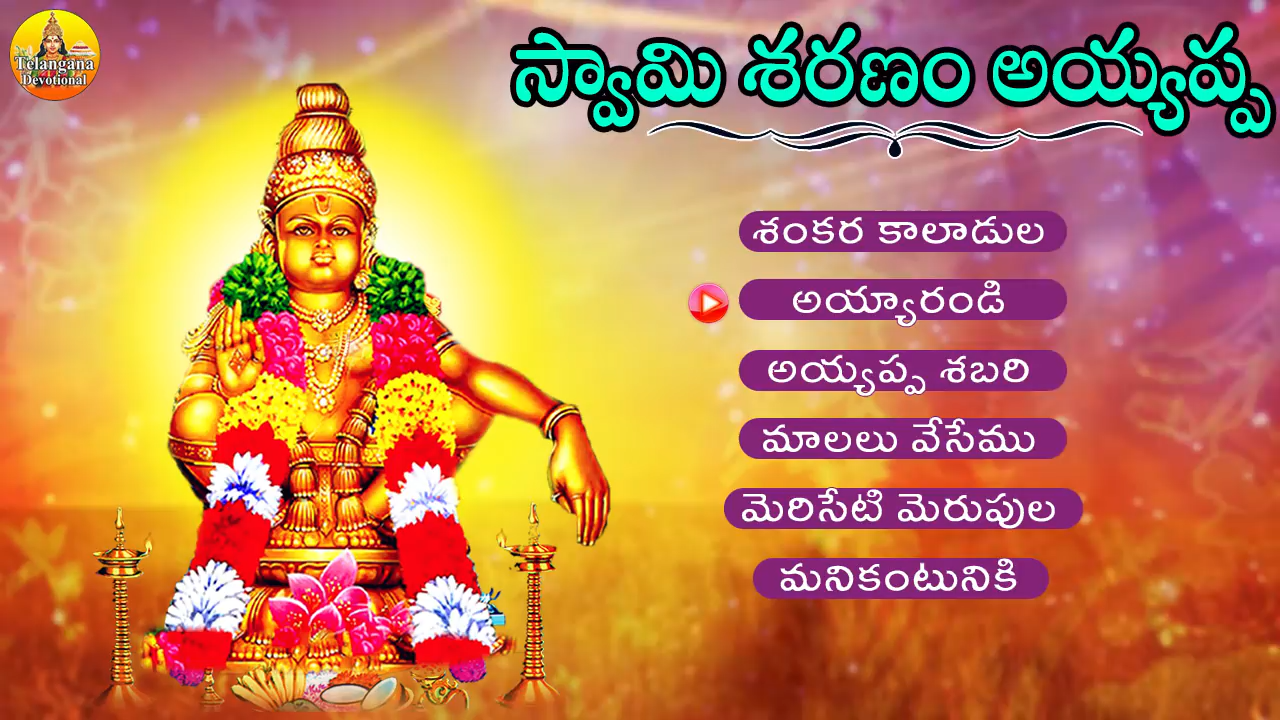 Telangana
Devotional
స్వామి శరణం అయ్యప్ప
శంకర కాలాడుల
అయ్యారండి
అయ్యప్ప శబరి
మాలలు వేసేము
మెరిసేటి మెరుపుల
మనికంటునికి